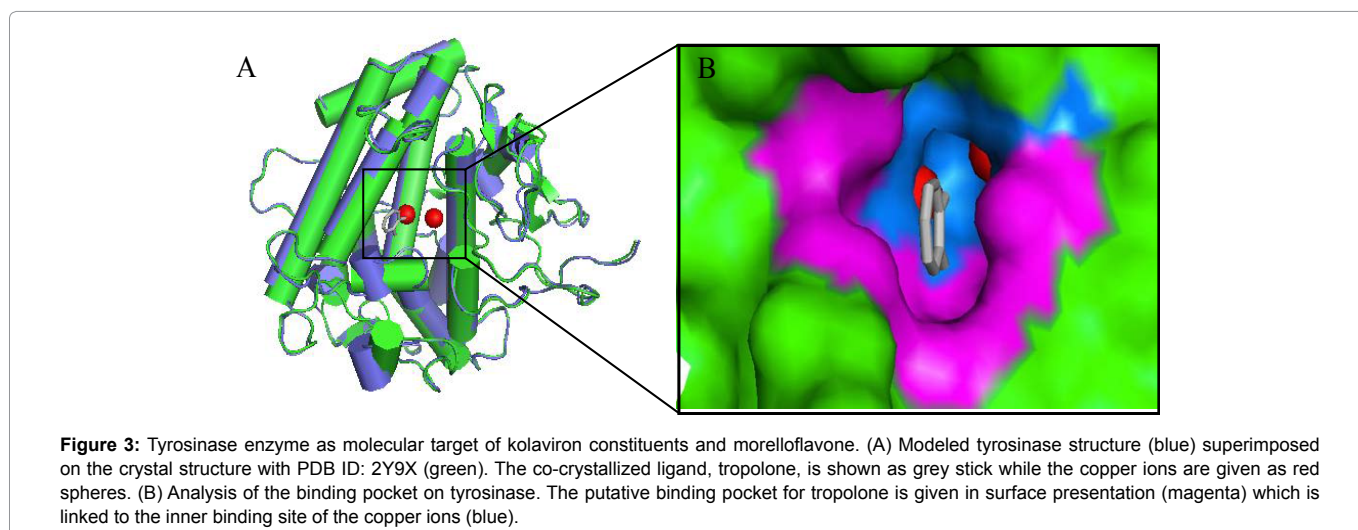 A
B
Figure 3: Tyrosinase enzyme as molecular target of kolaviron constituents and morelloflavone. (A) Modeled tyrosinase structure (blue) superimposed
on the crystal structure with PDB ID: 2Y9X (green). The co-crystallized ligand, tropolone, is shown as grey stick while the copper ions are given as red
spheres. (B) Analysis of the binding pocket on tyrosinase. The putative binding pocket for tropolone is given in surface presentation (magenta) which is
linked to the inner binding site of the copper ions (blue).